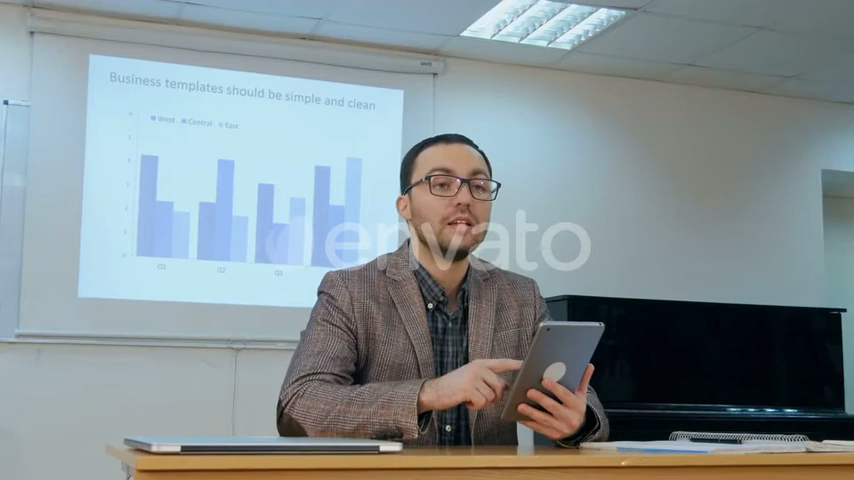 Business templates should be simple and clean
West Central East
Q1 Q2 Q3
envato